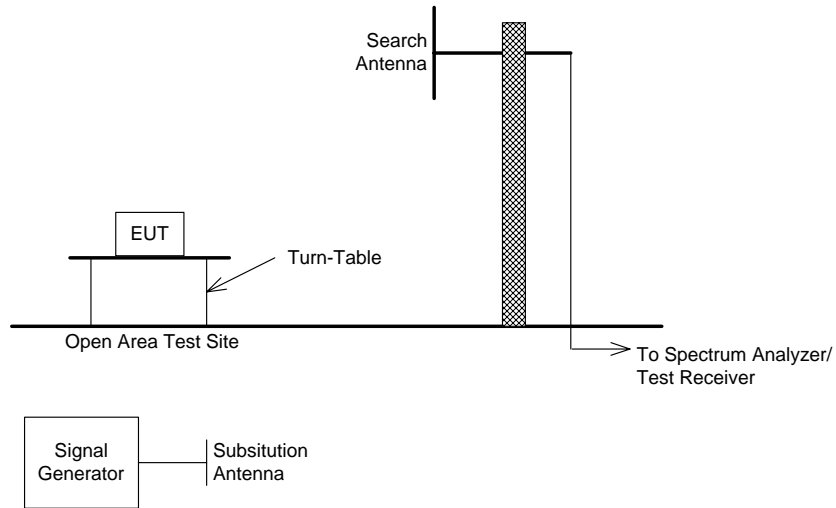 Search
Antenna
EUT
Turn-Table
Open Area Test Site
To Spectrum Analyzer/
Test Receiver
Signal
Generator
Subsitution
Antenna